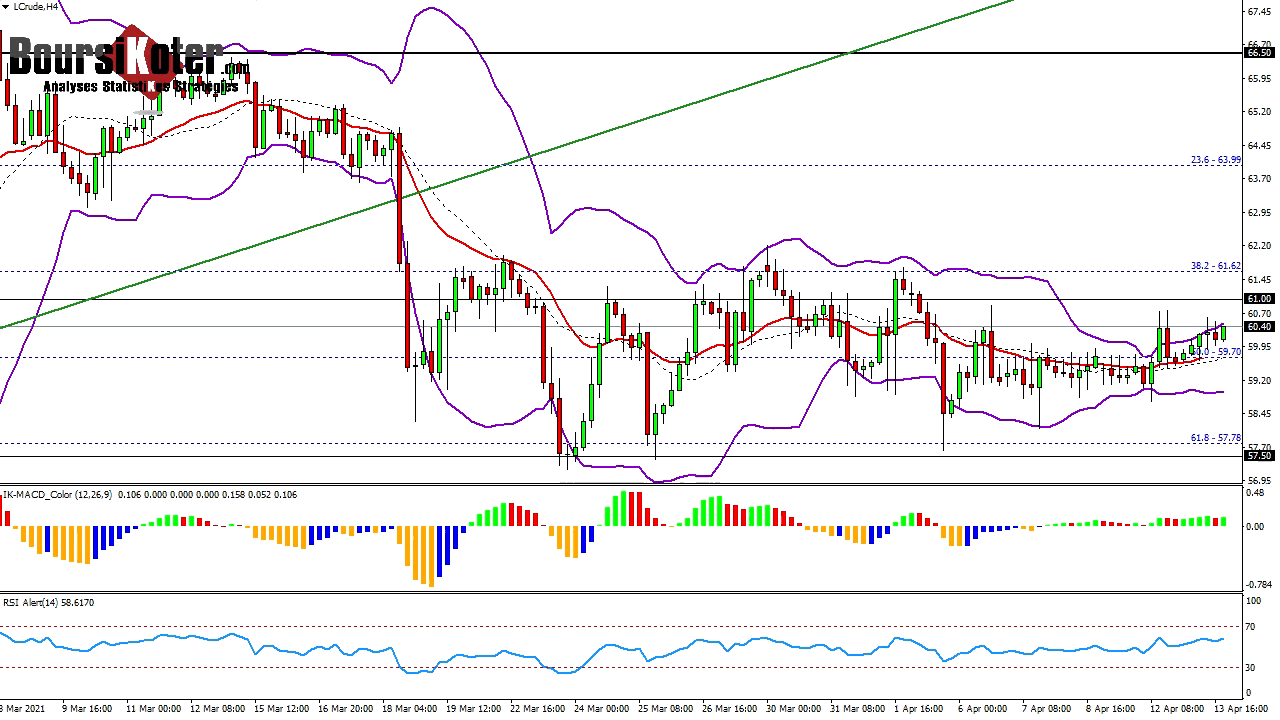 LCrude,H4
BoursiKoter.com
Analyses StatistiKes Strategies
67.45
66.70
66.50
65.95
65.20
64.45
23.6 - 63.99
63.70
62.95
62.20
38.2 - 61.62
61.45
61.00
60.70
60.40
59.95
50.0 - 59.70
59.20
58.45
61.8 - 57.78
57.70
57.50
56.95
IK-MACD_Color (12,26,9) 0.106 0.000 0.000 0.000 0.158 0.052 0.106
0.48
0.00
-0.784
RSI Alert(14) 58.6170
100
70
30
0
8 Mar 2021 9 Mar 16:00 11 Mar 00:00 12 Mar 08:00 15 Mar 12:00 16 Mar 20:00 18 Mar 04:00 19 Mar 12:00 22 Mar 16:00 24 Mar 00:00 25 Mar 08:00 26 Mar 16:00 30 Mar 00:00 31 Mar 08:00 1 Apr 16:00 6 Apr 00:00 7 Apr 08:00 8 Apr 16:00 12 Apr 08:00 13 Apr 16:00